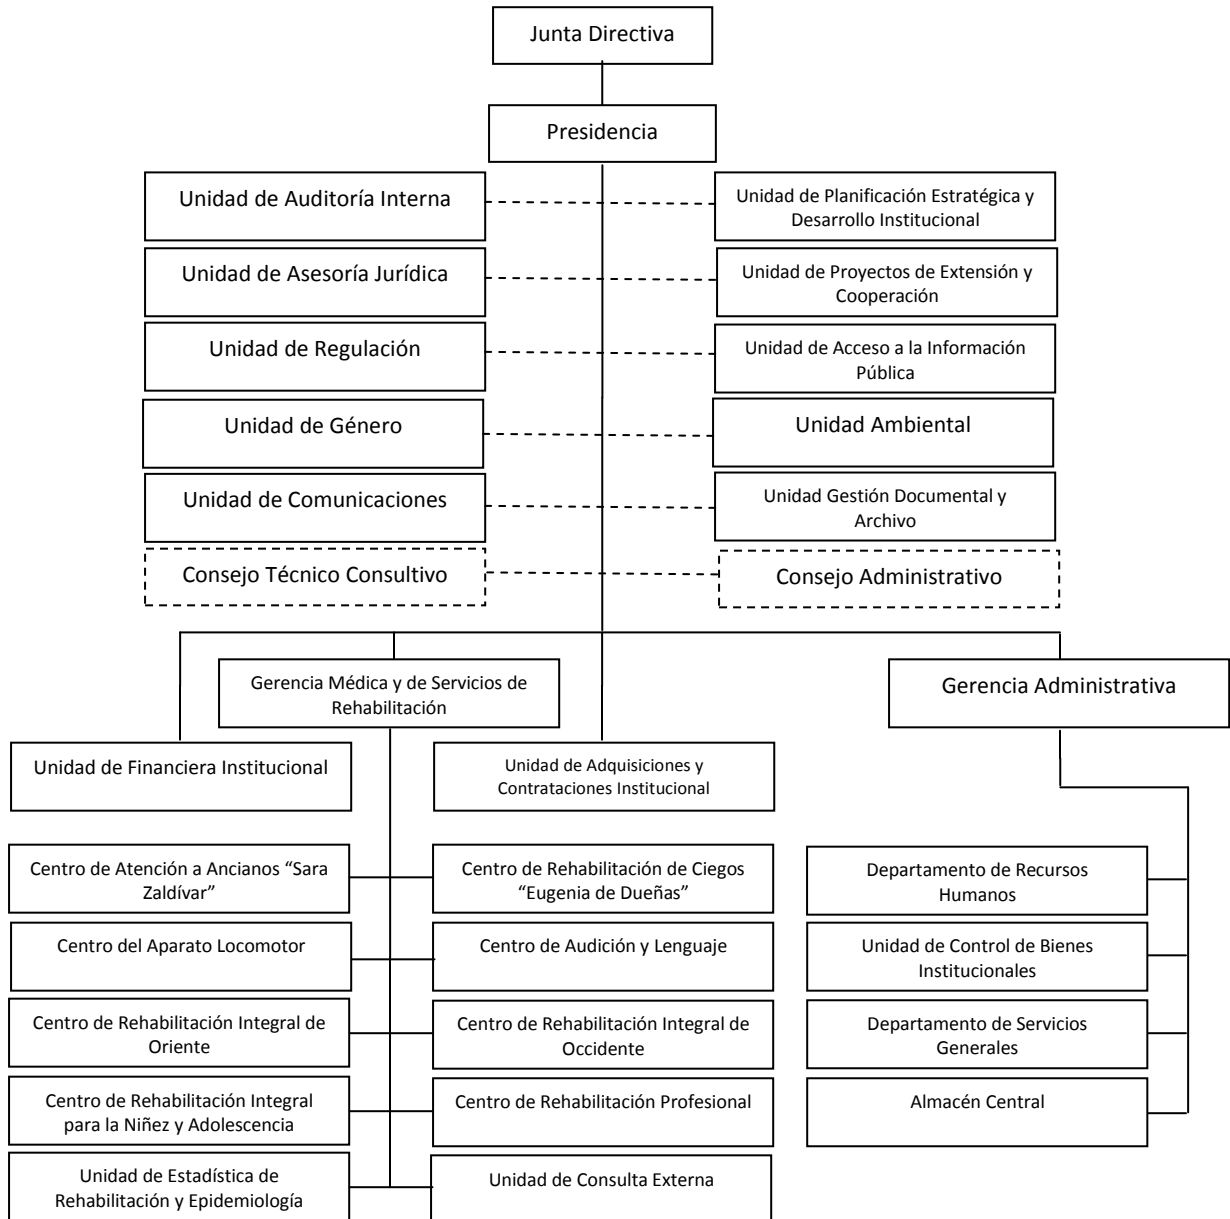 Junta Directiva
Presidencia
Unidad de Auditoría Interna
Unidad de Planificación Estratégica y
Desarrollo Institucional
Unidad de Asesoría Jurídica
Unidad de Proyectos de Extensión y
Cooperación
Unidad de Regulación
Unidad de Acceso a la Información
Pública
Unidad de Género
Unidad Ambiental
Unidad de Comunicaciones
Unidad Gestión Documental y
Archivo
Consejo Técnico Consultivo
Consejo Administrativo
Gerencia Médica y de Servicios de
Rehabilitación
Gerencia Administrativa
Unidad de Financiera Institucional
Unidad de Adquisiciones y
Contrataciones Institucional
Centro de Atención a Ancianos “Sara
Zaldívar”
Centro de Rehabilitación de Ciegos
“Eugenia de Dueñas”
Departamento de Recursos
Humanos
Centro del Aparato Locomotor
Centro de Audición y Lenguaje
Unidad de Control de Bienes
Institucionales
Centro de Rehabilitación Integral de
Oriente
Centro de Rehabilitación Integral de
Occidente
Departamento de Servicios
Generales
Centro de Rehabilitación Integral
para la Niñez y Adolescencia
Centro de Rehabilitación Profesional
Almacén Central
Unidad de Estadística de
Rehabilitación y Epidemiología
Unidad de Consulta Externa